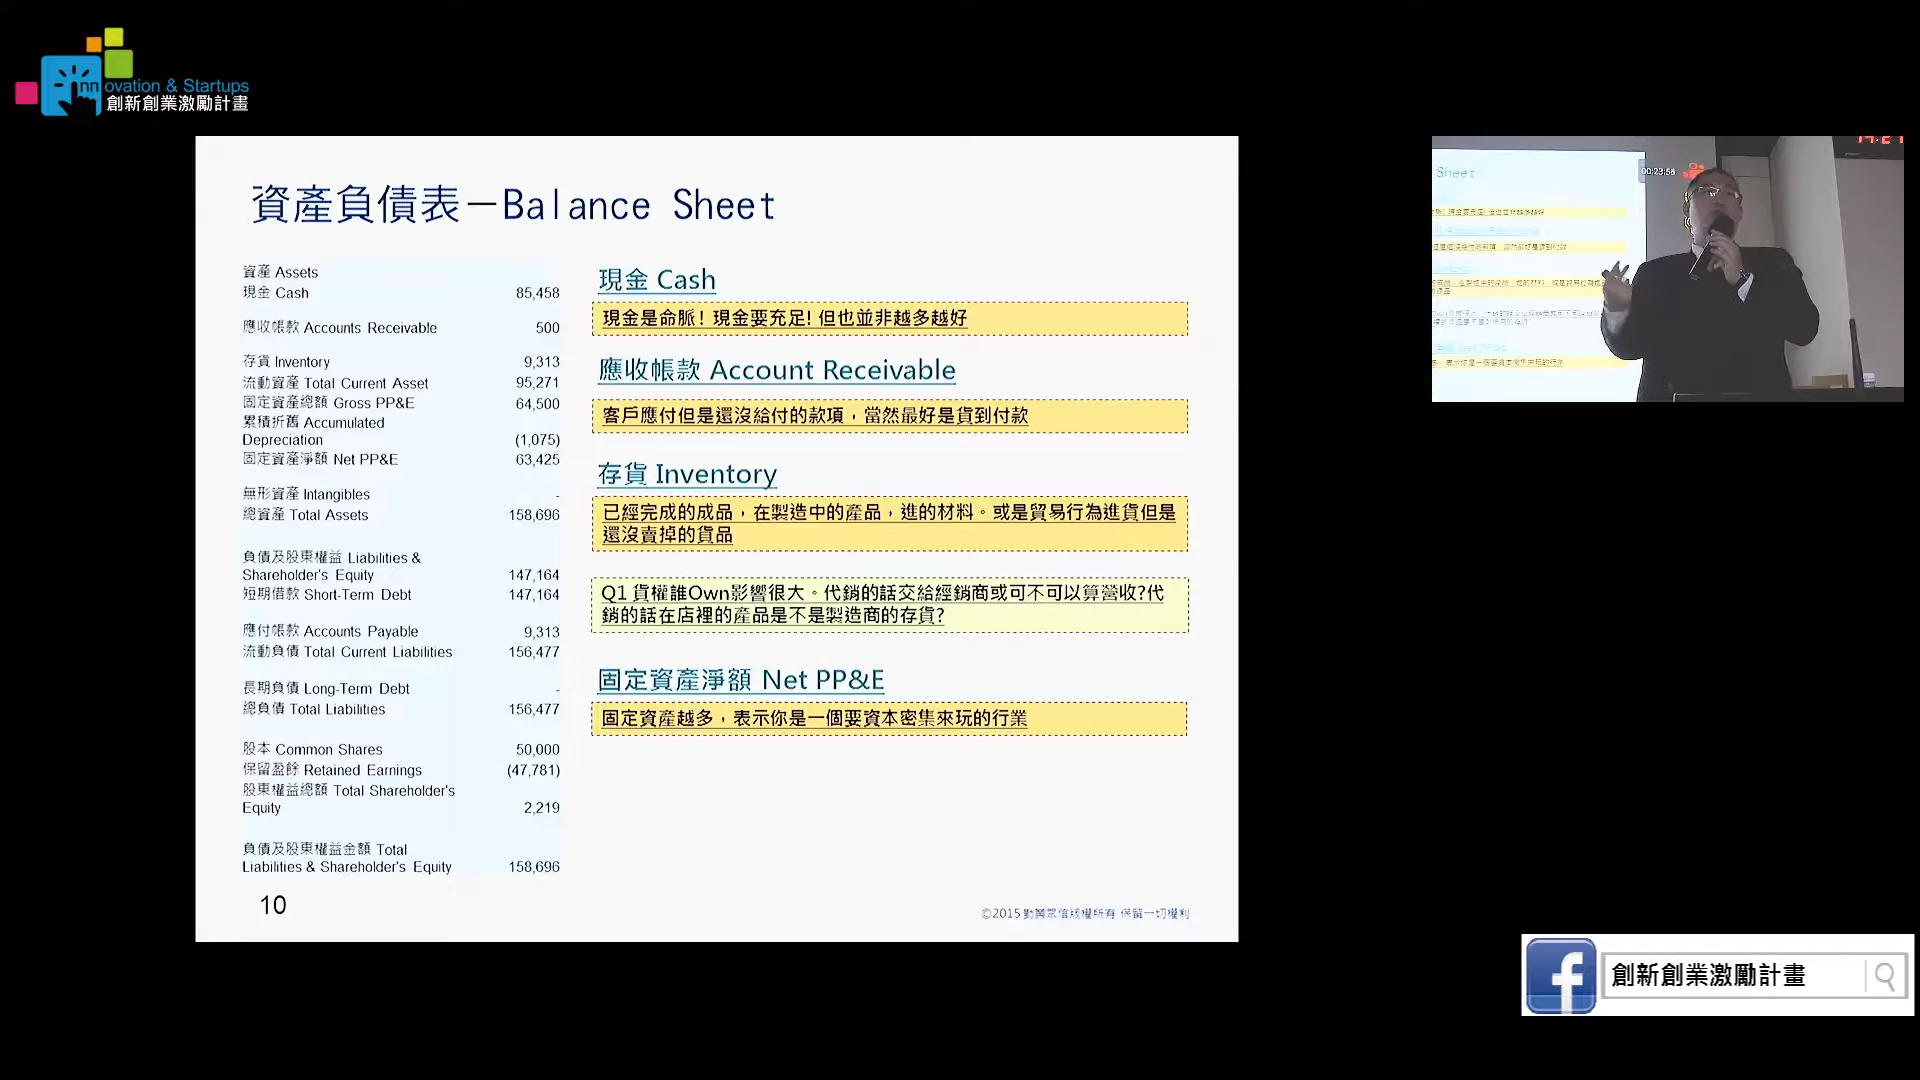 Innovation & Startups
創新創業激勵計畫
資產負債表－Balance Sheet
資產 Assets
現金 Cash 85,458
應收帳款 Accounts Receivable 500
存貨 Inventory 9,313
流動資產 Total Current Asset 95,271
固定資產總額 Gross PP&E 64,500
累積折舊 Accumulated
Depreciation (1,075)
固定資產淨額 Net PP&E 63,425
無形資產 Intangibles -
總資產 Total Assets 158,696
負債及股東權益 Liabilities &
Shareholder's Equity 147,164
短期借款 Short-Term Debt 147,164
應付帳款 Accounts Payable 9,313
流動負債 Total Current Liabilities 156,477
長期負債 Long-Term Debt -
總負債 Total Liabilities 156,477
股本 Common Shares 50,000
保留盈餘 Retained Earnings (47,781)
股東權益總額 Total Shareholder's
Equity 2,219
負債及股東權益金額 Total
Liabilities & Shareholder's Equity 158,696
現金 Cash
現金是命脈! 現金要充足! 但也並非越多越好
應收帳款 Account Receivable
客戶應付但是還沒給付的款項，當然最好是貨到付款
存貨 Inventory
已經完成的成品，在製造中的產品，進的材料。或是貿易行為進貨但是
還沒賣掉的貨品
Q1 貨權誰Own影響很大。代銷的話交給經銷商或可不可以算營收?代
銷的話在店裡的產品是不是製造商的存貨?
固定資產淨額 Net PP&E
固定資產越多，表示你是一個要資本密集來玩的行業
10
©2015 勤業眾信版權所有 保留一切權利
Sheet
00:23:58
創新創業激勵計畫